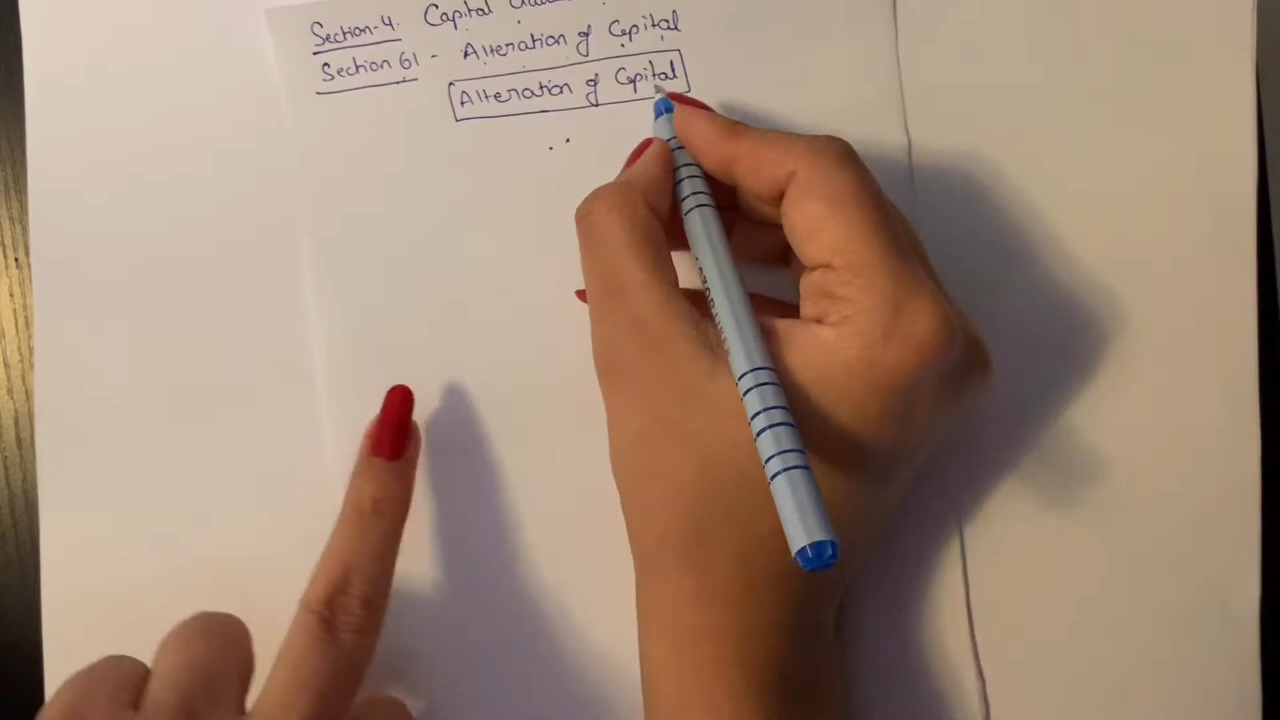 Section-4. Capital
Section 61 - Alteration of Capital
Alteration of Capital